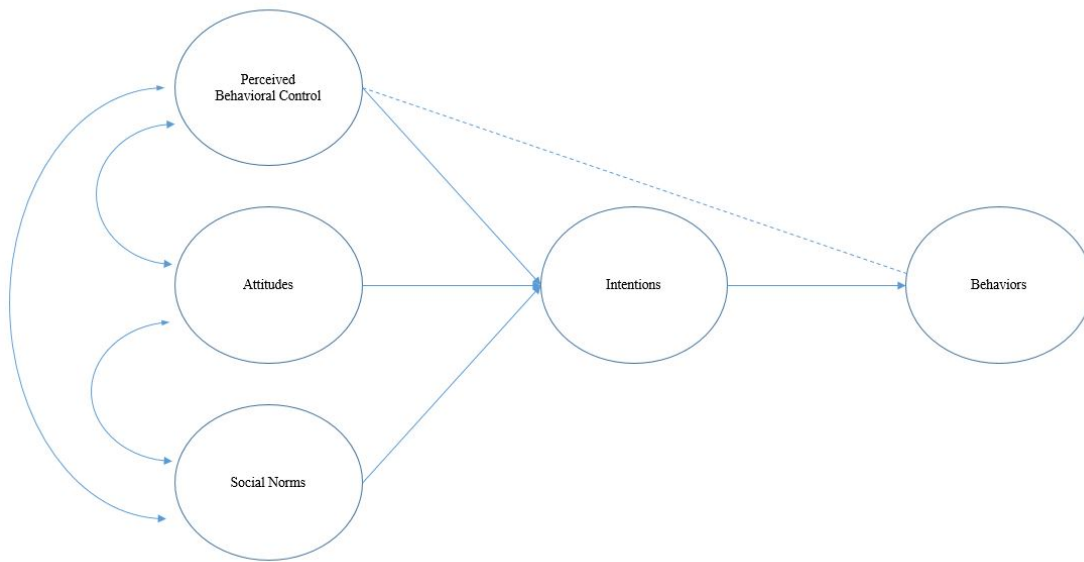 Perceived
Behavioral Control
Attitudes
Intentions
Behaviors
Social Norms